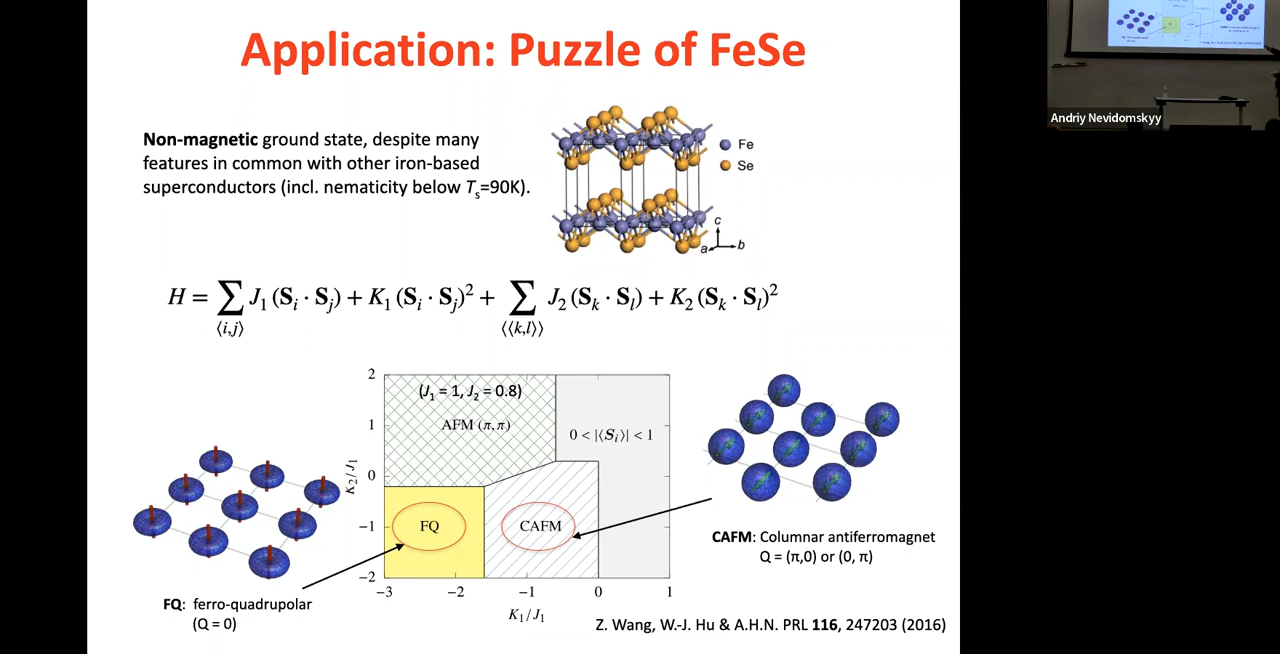 Application: Puzzle of FeSe
Andriy Nevidomskyy
Non-magnetic ground state, despite many
features in common with other iron-based
superconductors (incl. nematicity below Tₛ=90K).
Fe
Se
c
a
b
H = ∑ J₁ (Sᵢ · Sⱼ) + K₁ (Sᵢ · Sⱼ)² + ∑ J₂ (Sₖ · Sₗ) + K₂ (Sₖ · Sₗ)²
⟨i,j⟩ ⟨⟨k,l⟩⟩
(J₁ = 1, J₂ = 0.8)
AFM (π,π)
0 < |⟨Sᵢ⟩| < 1
FQ
CAFM
K₂/J₁
2
1
0
−1
−2
−3 −2 −1 0 1
K₁/J₁
CAFM: Columnar antiferromagnet
Q = (π,0) or (0, π)
FQ: ferro-quadrupolar
(Q = 0)
Z. Wang, W.-J. Hu & A.H.N. PRL 116, 247203 (2016)